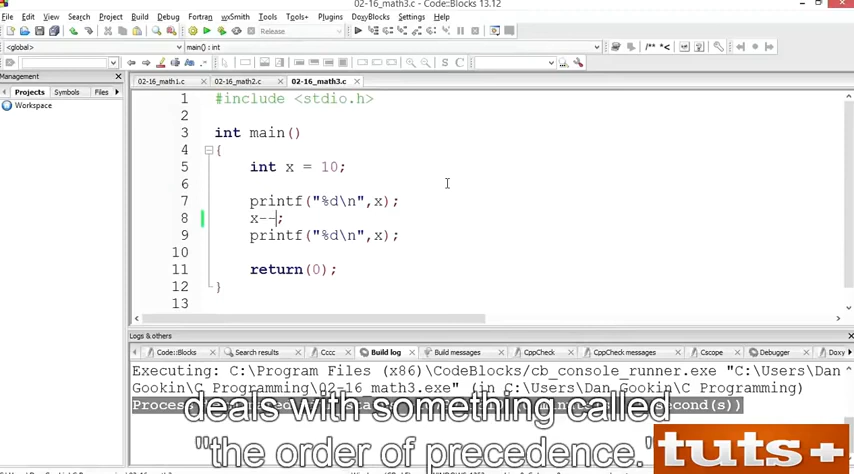 02-16_math3.c - Code::Blocks 13.12
File Edit View Search Project Build Debug Fortran wxSmith Tools Tools+ Plugins DoxyBlocks Settings Help
Release
<global> main() : int
Management
Projects Symbols Files
Workspace
02-16_math1.c 02-16_math2.c 02-16_math3.c
1 #include <stdio.h>
2
3 int main()
4 {
5 int x = 10;
6
7 printf("%d\n",x);
8 x--;
9 printf("%d\n",x);
10
11 return(0);
12 }
13
Logs & others
Code::Blocks Search results Cccc Build log Build messages CppCheck CppCheck messages Cscope Debugger Doxy
Executing: C:\Program Files (x86)\CodeBlocks/cb_console_runner.exe "C:\Users\Dan
Gookin\C Programming\02-16_math3.exe" (in C:\Users\Dan Gookin\C Programming)
Process
deals with something called
"the order of precedence."
tuts+